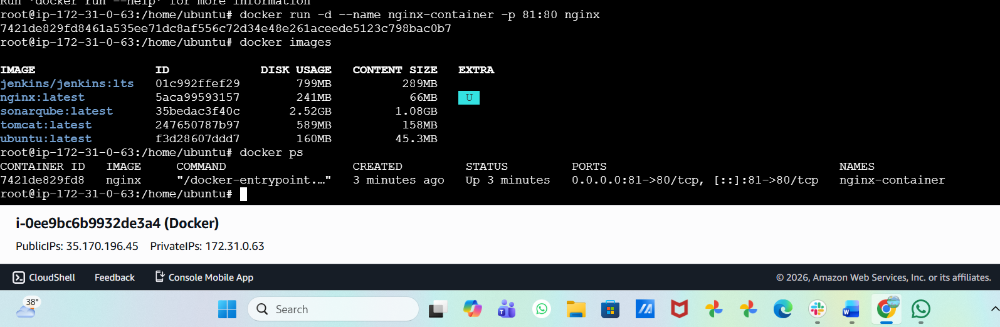 Run 'docker run --help' for more information
root@ip-172-31-0-63:/home/ubuntu# docker run -d --name nginx-container -p 81:80 nginx
7421de829fd8461a535ee71dc8af556c72d34e48e261aceede5123c798bac0b7
root@ip-172-31-0-63:/home/ubuntu# docker images
IMAGE ID DISK USAGE CONTENT SIZE EXTRA
jenkins/jenkins:lts 01c992ffef29 799MB 289MB
nginx:latest 5aca99593157 241MB 66MB U
sonarqube:latest 35bedac3f40c 2.52GB 1.08GB
tomcat:latest 247650787b97 589MB 158MB
ubuntu:latest f3d28607ddd7 160MB 45.3MB
root@ip-172-31-0-63:/home/ubuntu# docker ps
CONTAINER ID IMAGE COMMAND CREATED STATUS PORTS NAMES
7421de829fd8 nginx "/docker-entrypoint.…" 3 minutes ago Up 3 minutes 0.0.0.0:81->80/tcp, [::]:81->80/tcp nginx-container
root@ip-172-31-0-63:/home/ubuntu#
i-0ee9bc6b9932de3a4 (Docker)
PublicIPs: 35.170.196.45 PrivateIPs: 172.31.0.63
CloudShell Feedback Console Mobile App © 2026, Amazon Web Services, Inc. or its affiliates.
38° Search